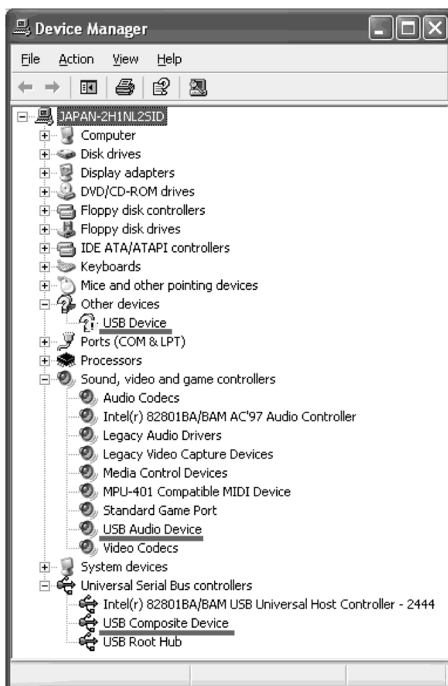 Device Manager
File Action View Help
JAPAN-2H1NL2SID
Computer
Disk drives
Display adapters
DVD/CD-ROM drives
Floppy disk controllers
Floppy disk drives
IDE ATA/ATAPI controllers
Keyboards
Mice and other pointing devices
Other devices
USB Device
Ports (COM & LPT)
Processors
Sound, video and game controllers
Audio Codecs
Intel(r) 82801BA/BAM AC'97 Audio Controller
Legacy Audio Drivers
Legacy Video Capture Devices
Media Control Devices
MPU-401 Compatible MIDI Device
Standard Game Port
USB Audio Device
Video Codecs
System devices
Universal Serial Bus controllers
Intel(r) 82801BA/BAM USB Universal Host Controller - 2444
USB Composite Device
USB Root Hub